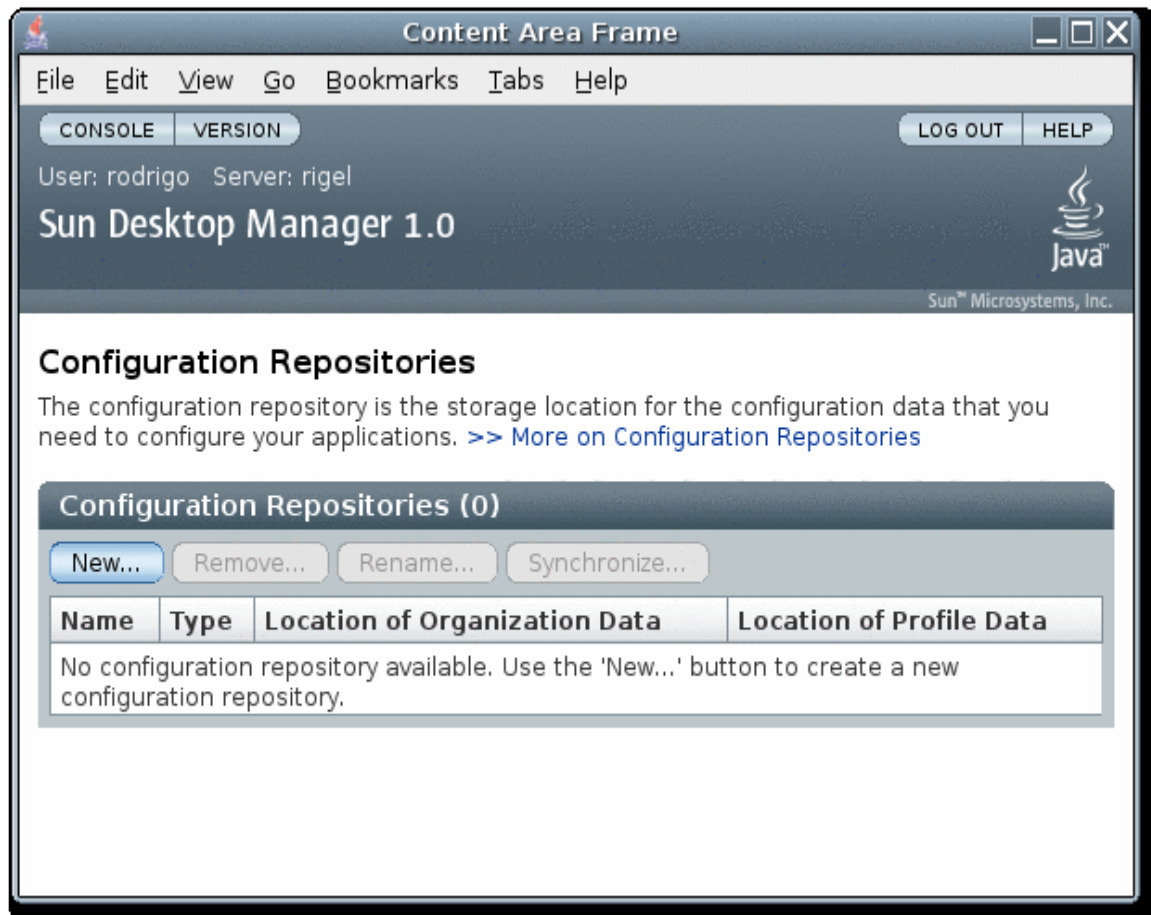 Content Area Frame
File Edit View Go Bookmarks Tabs Help
CONSOLE VERSION LOG OUT HELP
User: rodrigo Server: rigel
Sun Desktop Manager 1.0
Java™
Sun™ Microsystems, Inc.
Configuration Repositories
The configuration repository is the storage location for the configuration data that you
need to configure your applications. >> More on Configuration Repositories
Configuration Repositories (0)
New... Remove... Rename... Synchronize...
Name Type Location of Organization Data Location of Profile Data
No configuration repository available. Use the 'New...' button to create a new
configuration repository.